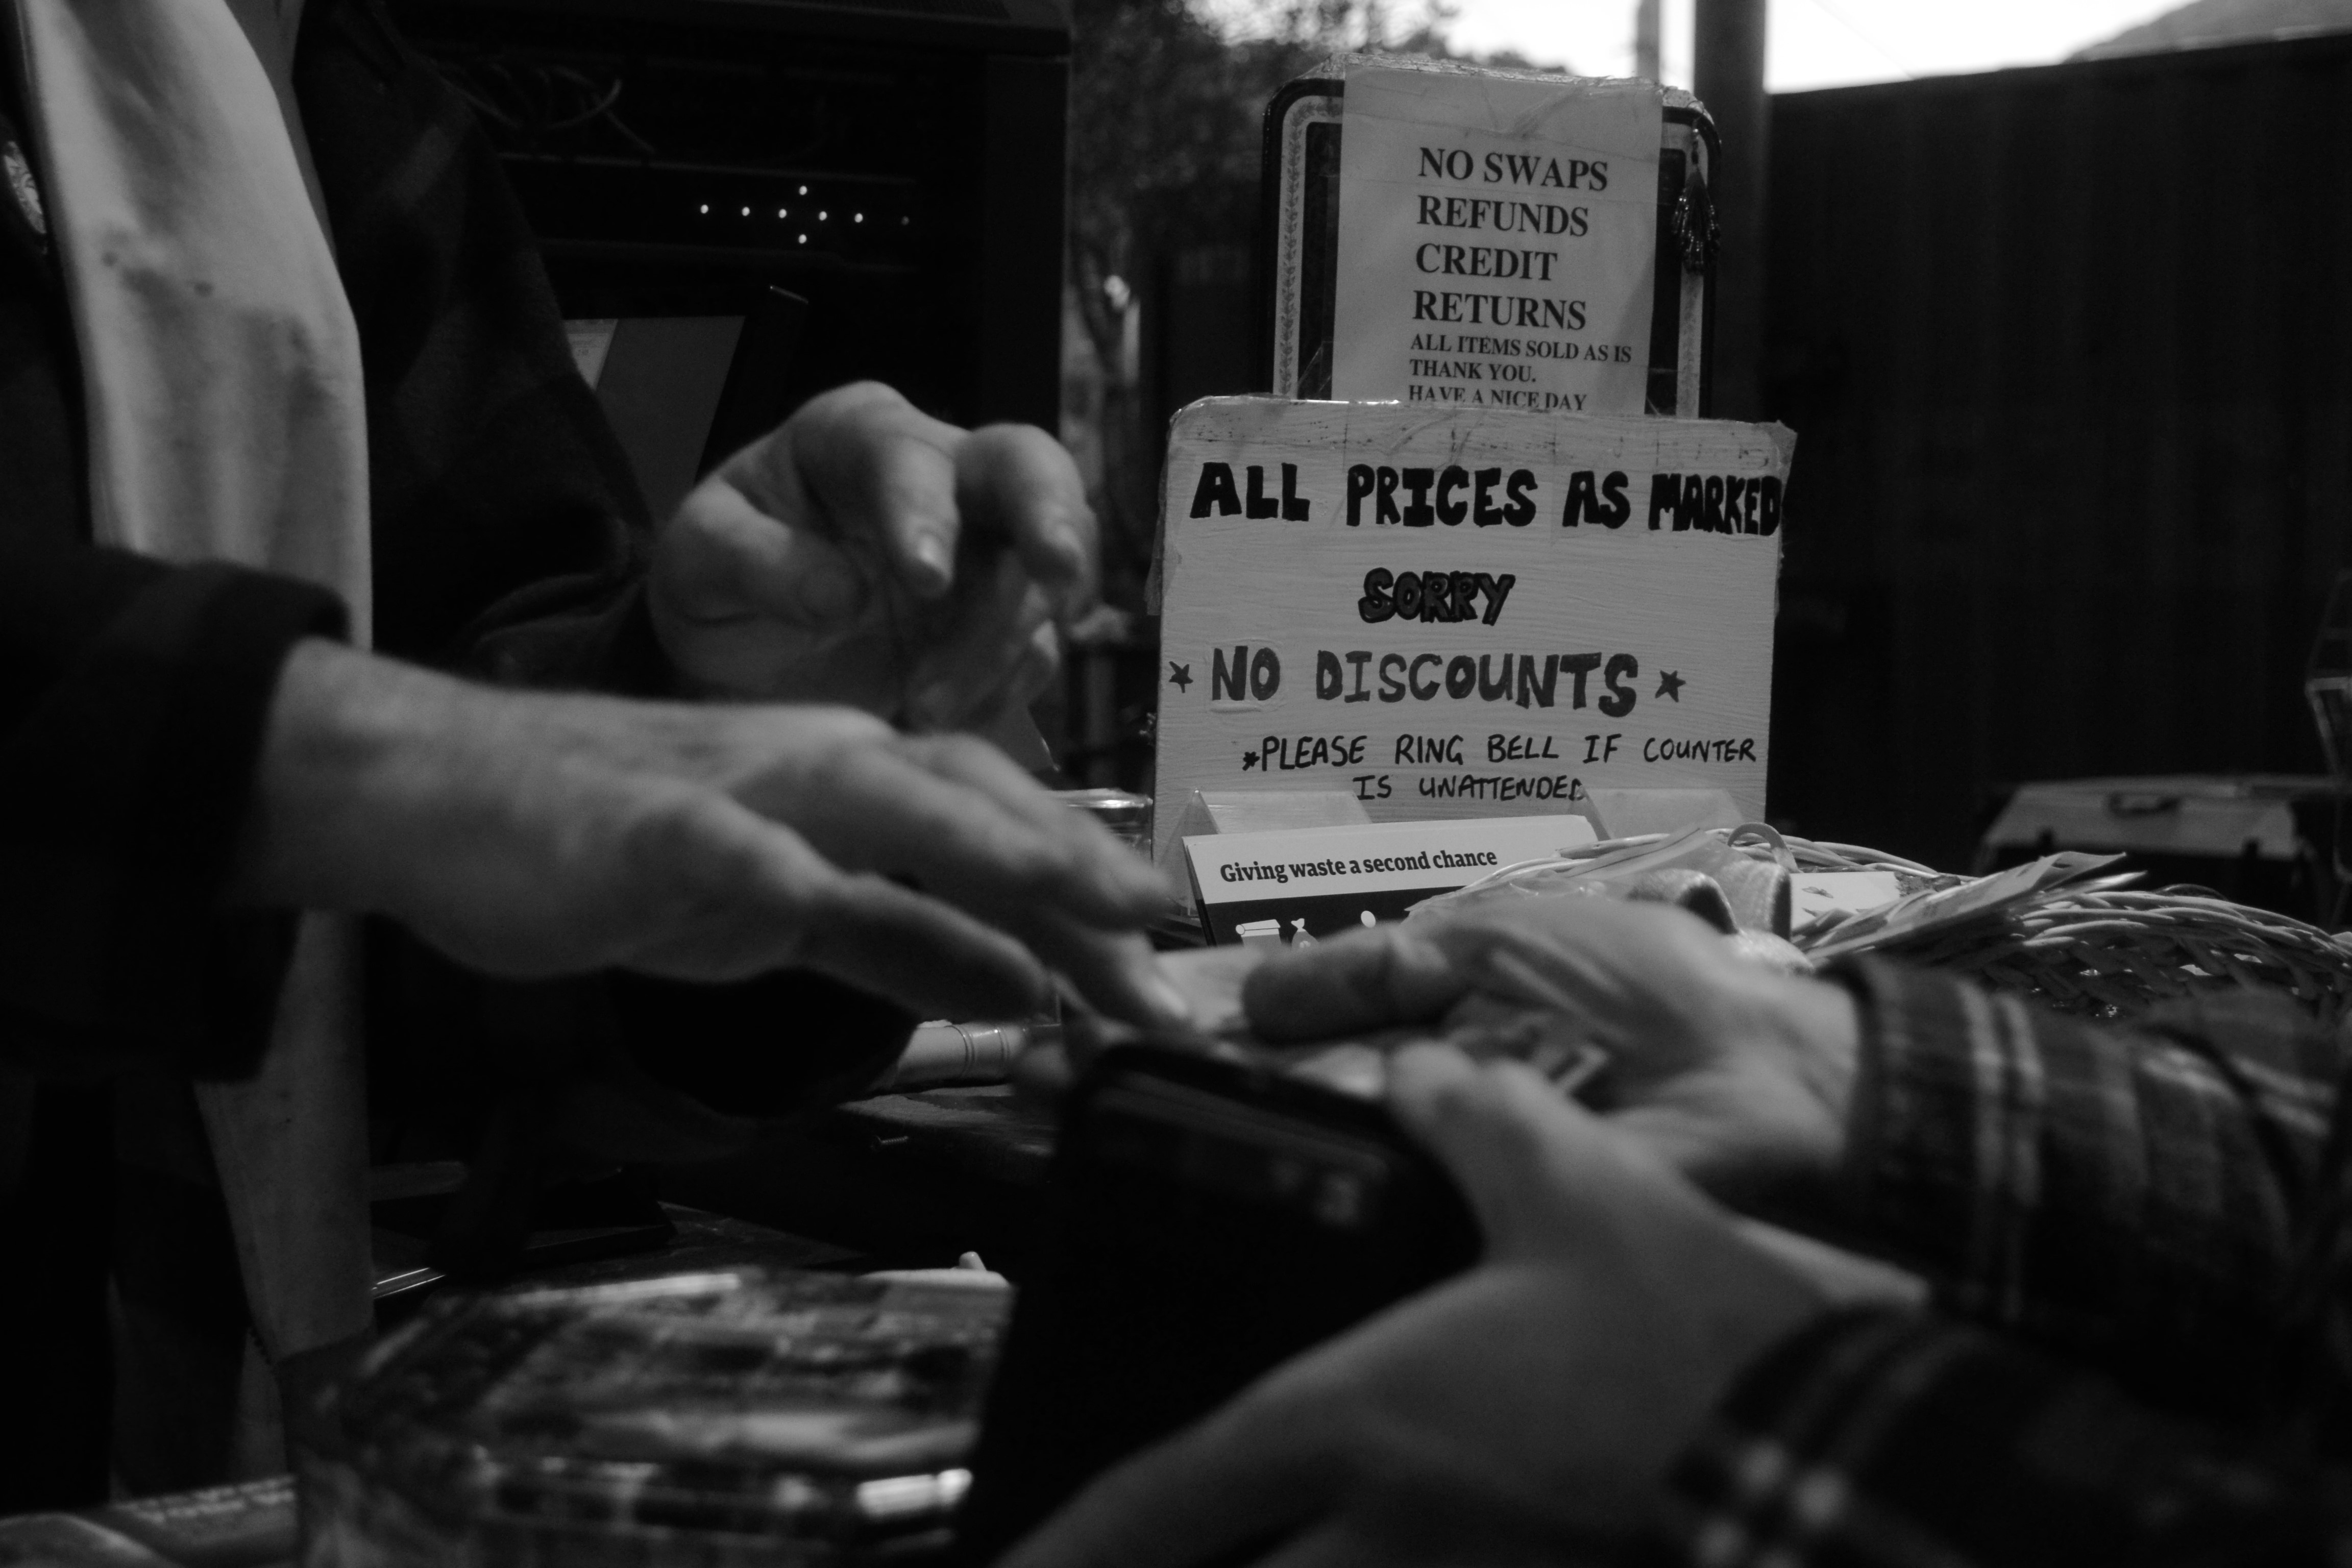 NO SWAPS
REFUNDS
CREDIT
RETURNS
ALL ITEMS SOLD AS IS
THANK YOU.
HAVE A NICE DAY
ALL PRICES AS MARKED
SORRY
★ NO DISCOUNTS ★
*PLEASE RING BELL IF COUNTER
IS UNATTENDED
Giving waste a second chance